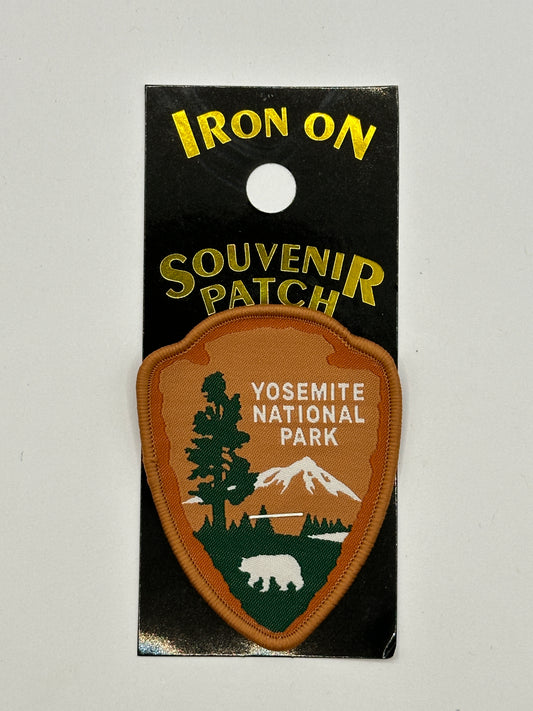 IRON ON
SOUVENIR
PATCH
YOSEMITE
NATIONAL
PARK